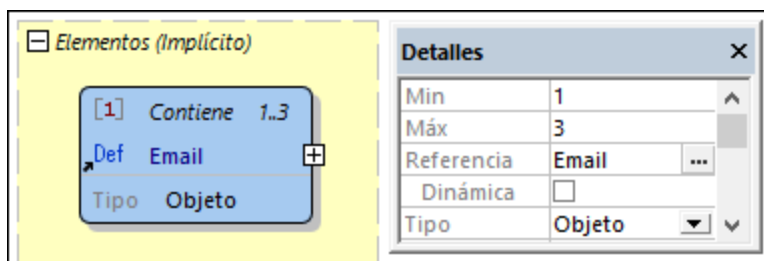 Elementos (Implícito)
[1] Contiene 1..3
Def Email
Tipo Objeto
Detalles
Min 1
Máx 3
Referencia Email ...
Dinámica
Tipo Objeto